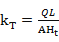 k_T = QL/AH_t